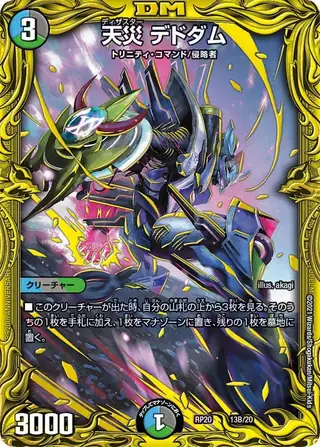 DM
3
ディザスター
天災 デドダム
トリニティ・コマンド/侵略者
クリーチャー
illus. akagi
■このクリーチャーが出た時、自分の山札の上から3枚を見る。そのう
ちの1枚を手札に加え、1枚をマナゾーンに置き、残りの1枚を墓地に
置く。
3000
1
RP20
138/20